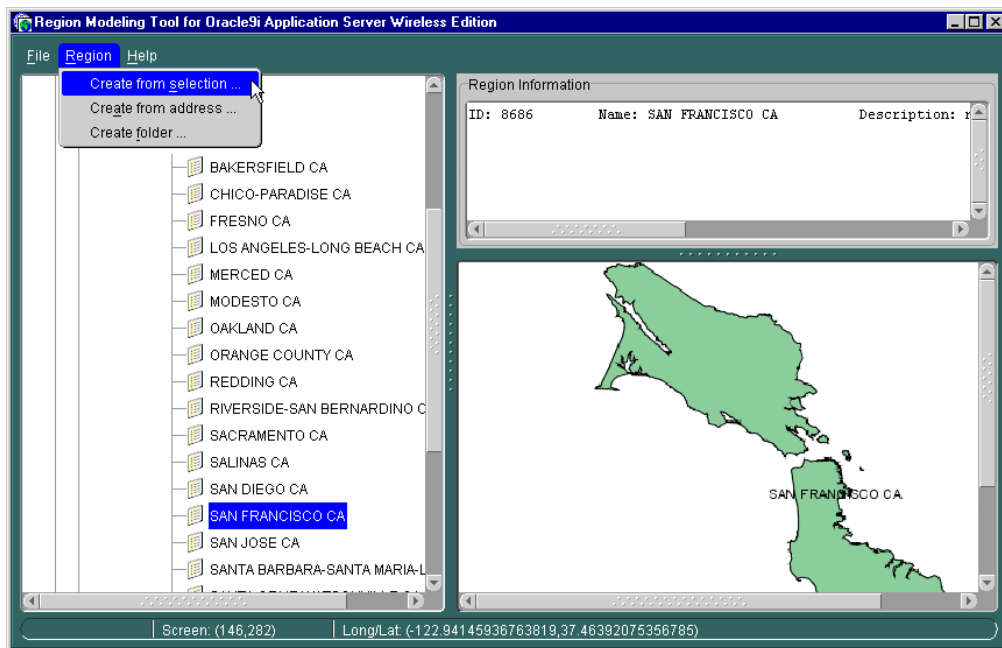 Region Modeling Tool for Oracle9i Application Server Wireless Edition
File Region Help
Create from selection ...
Create from address ...
Create folder ...
BAKERSFIELD CA
CHICO-PARADISE CA
FRESNO CA
LOS ANGELES-LONG BEACH CA
MERCED CA
MODESTO CA
OAKLAND CA
ORANGE COUNTY CA
REDDING CA
RIVERSIDE-SAN BERNARDINO C
SACRAMENTO CA
SALINAS CA
SAN DIEGO CA
SAN FRANCISCO CA
SAN JOSE CA
SANTA BARBARA-SANTA MARIA-L
Region Information
ID: 8686 Name: SAN FRANCISCO CA Description: r
SAN FRANCISCO CA
Screen: (146,282) Long/Lat: (-122.94145936763819,37.46392075356785)